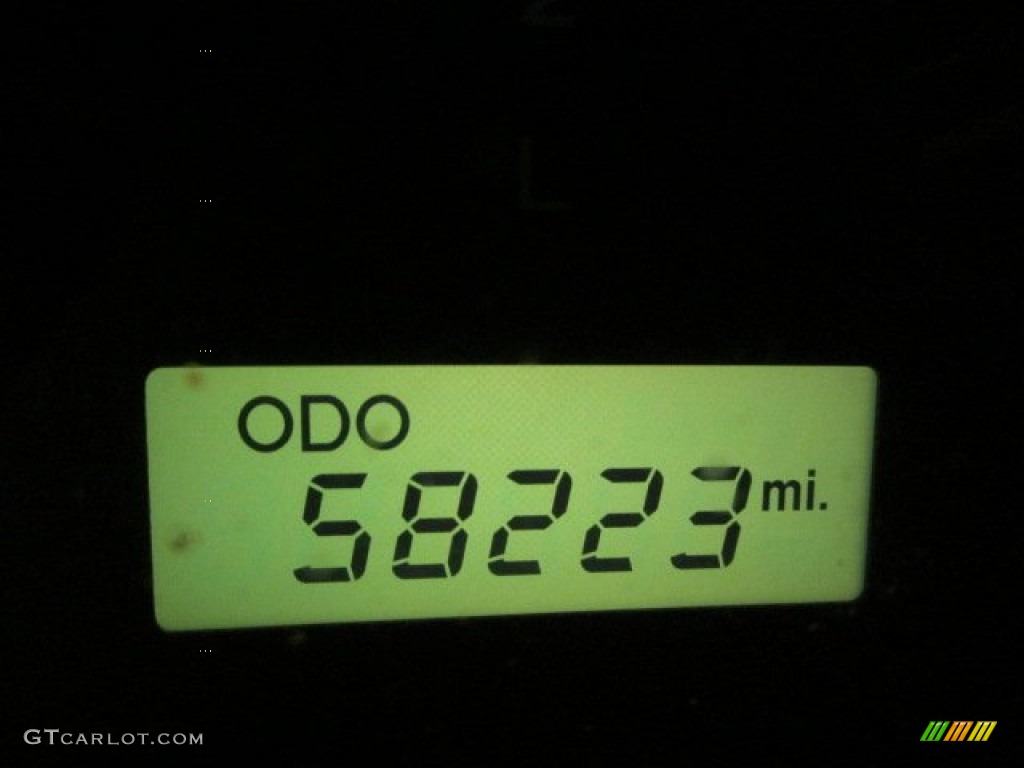 L
ODO
58223 mi.
GTCARLOT.COM